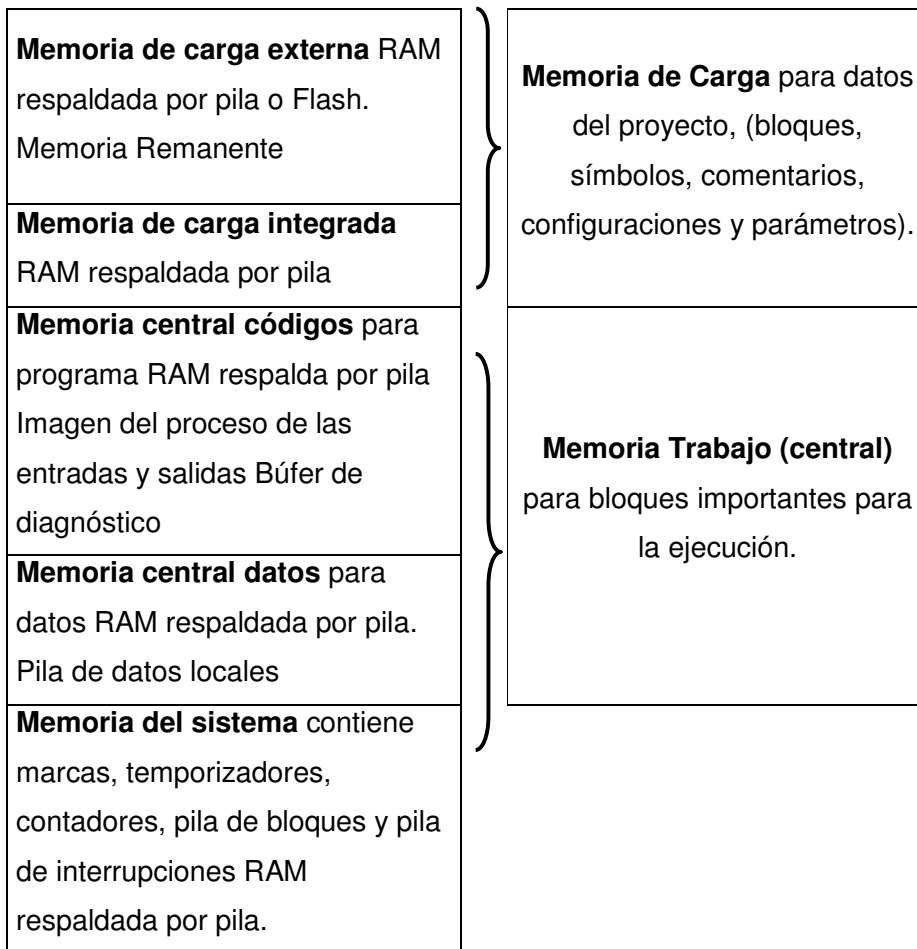 Memoria de carga externa RAM
respaldada por pila o Flash.
Memoria Remanente
Memoria de carga integrada
RAM respaldada por pila
Memoria central códigos para
programa RAM respalda por pila
Imagen del proceso de las
entradas y salidas Búfer de
diagnóstico
Memoria central datos para
datos RAM respaldada por pila.
Pila de datos locales
Memoria del sistema contiene
marcas, temporizadores,
contadores, pila de bloques y pila
de interrupciones RAM
respaldada por pila.
Memoria de Carga para datos
del proyecto, (bloques,
símbolos, comentarios,
configuraciones y parámetros).
Memoria Trabajo (central)
para bloques importantes para
la ejecución.